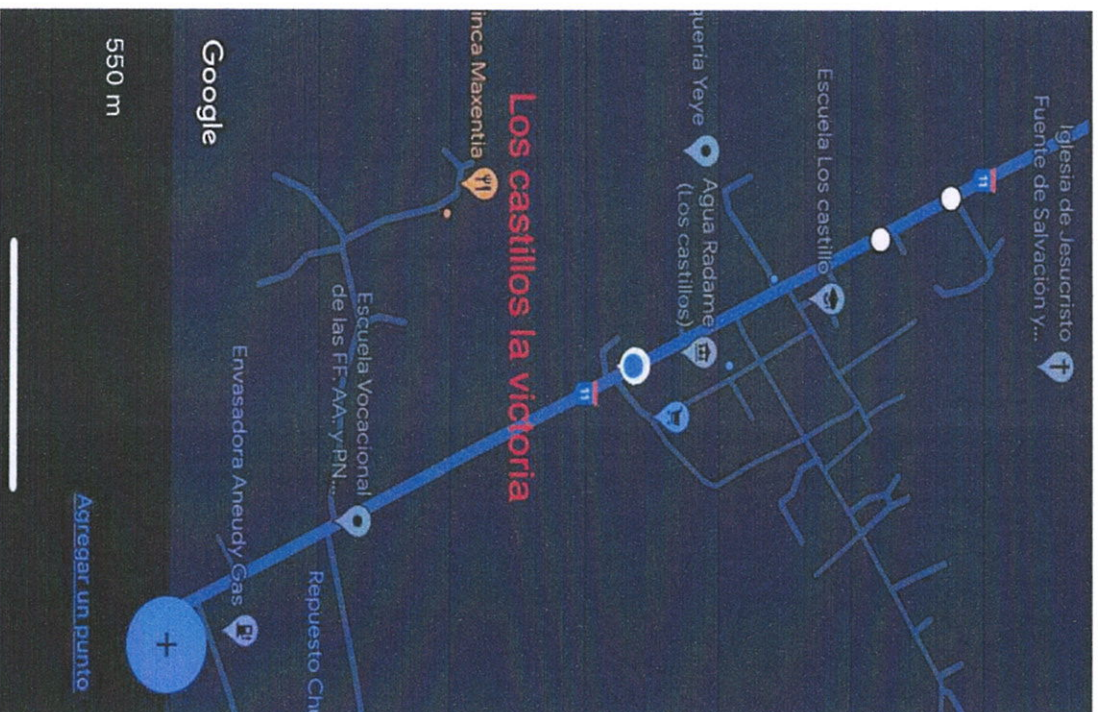 Iglesia de Jesucristo
Fuente de Salvación y...
11
Escuela Los castillo
quería Yeye
Agua Radame
(Los castillos)
11
Los castillos la victoria
inca Maxentia
Escuela Vocacional
de las FF. AA. y PN...
Repuesto Ch
Envasadora Aneudy Gas
Google
+
550 m
Agregar un punto